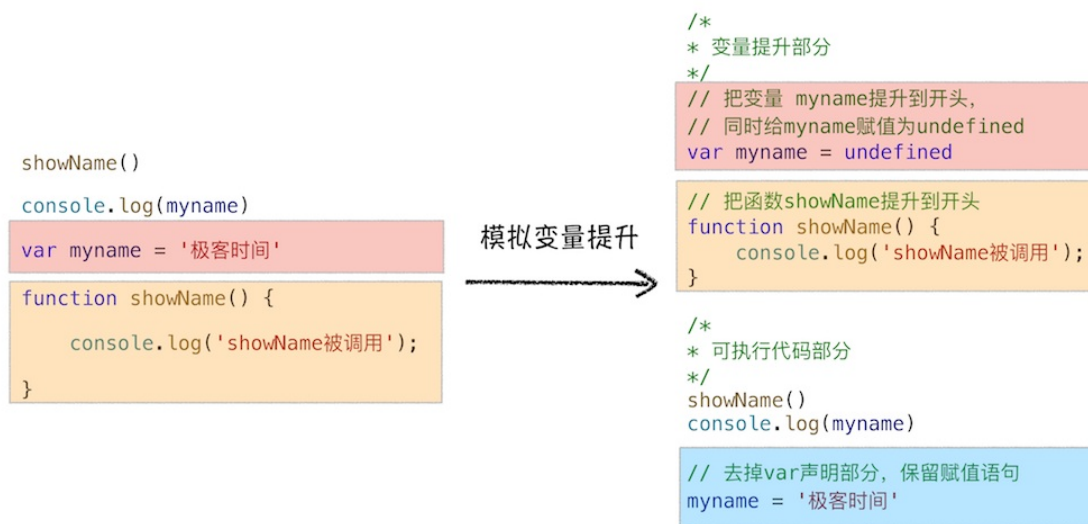 showName()
console.log(myname)
var myname = '极客时间'
function showName() {
console.log('showName被调用');
}
模拟变量提升
/*
* 变量提升部分
*/
// 把变量 myname提升到开头,
// 同时给myname赋值为undefined
var myname = undefined
// 把函数showName提升到开头
function showName() {
console.log('showName被调用');
}
/*
* 可执行代码部分
*/
showName()
console.log(myname)
// 去掉var声明部分，保留赋值语句
myname = '极客时间'